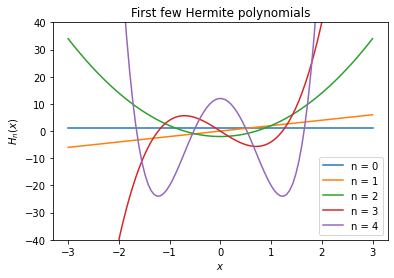 First few Hermite polynomials
40
30
20
10
0
−10
−20
−30
−40
H_n(x)
−3
−2
−1
0
1
2
3
x
n = 0
n = 1
n = 2
n = 3
n = 4